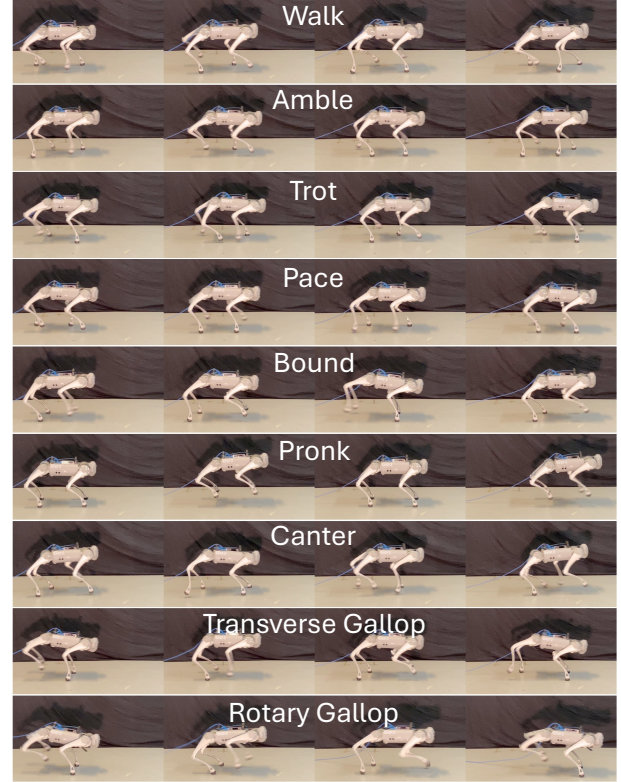 Walk
Amble
Trot
Pace
Bound
Pronk
Canter
Transverse Gallop
Rotary Gallop